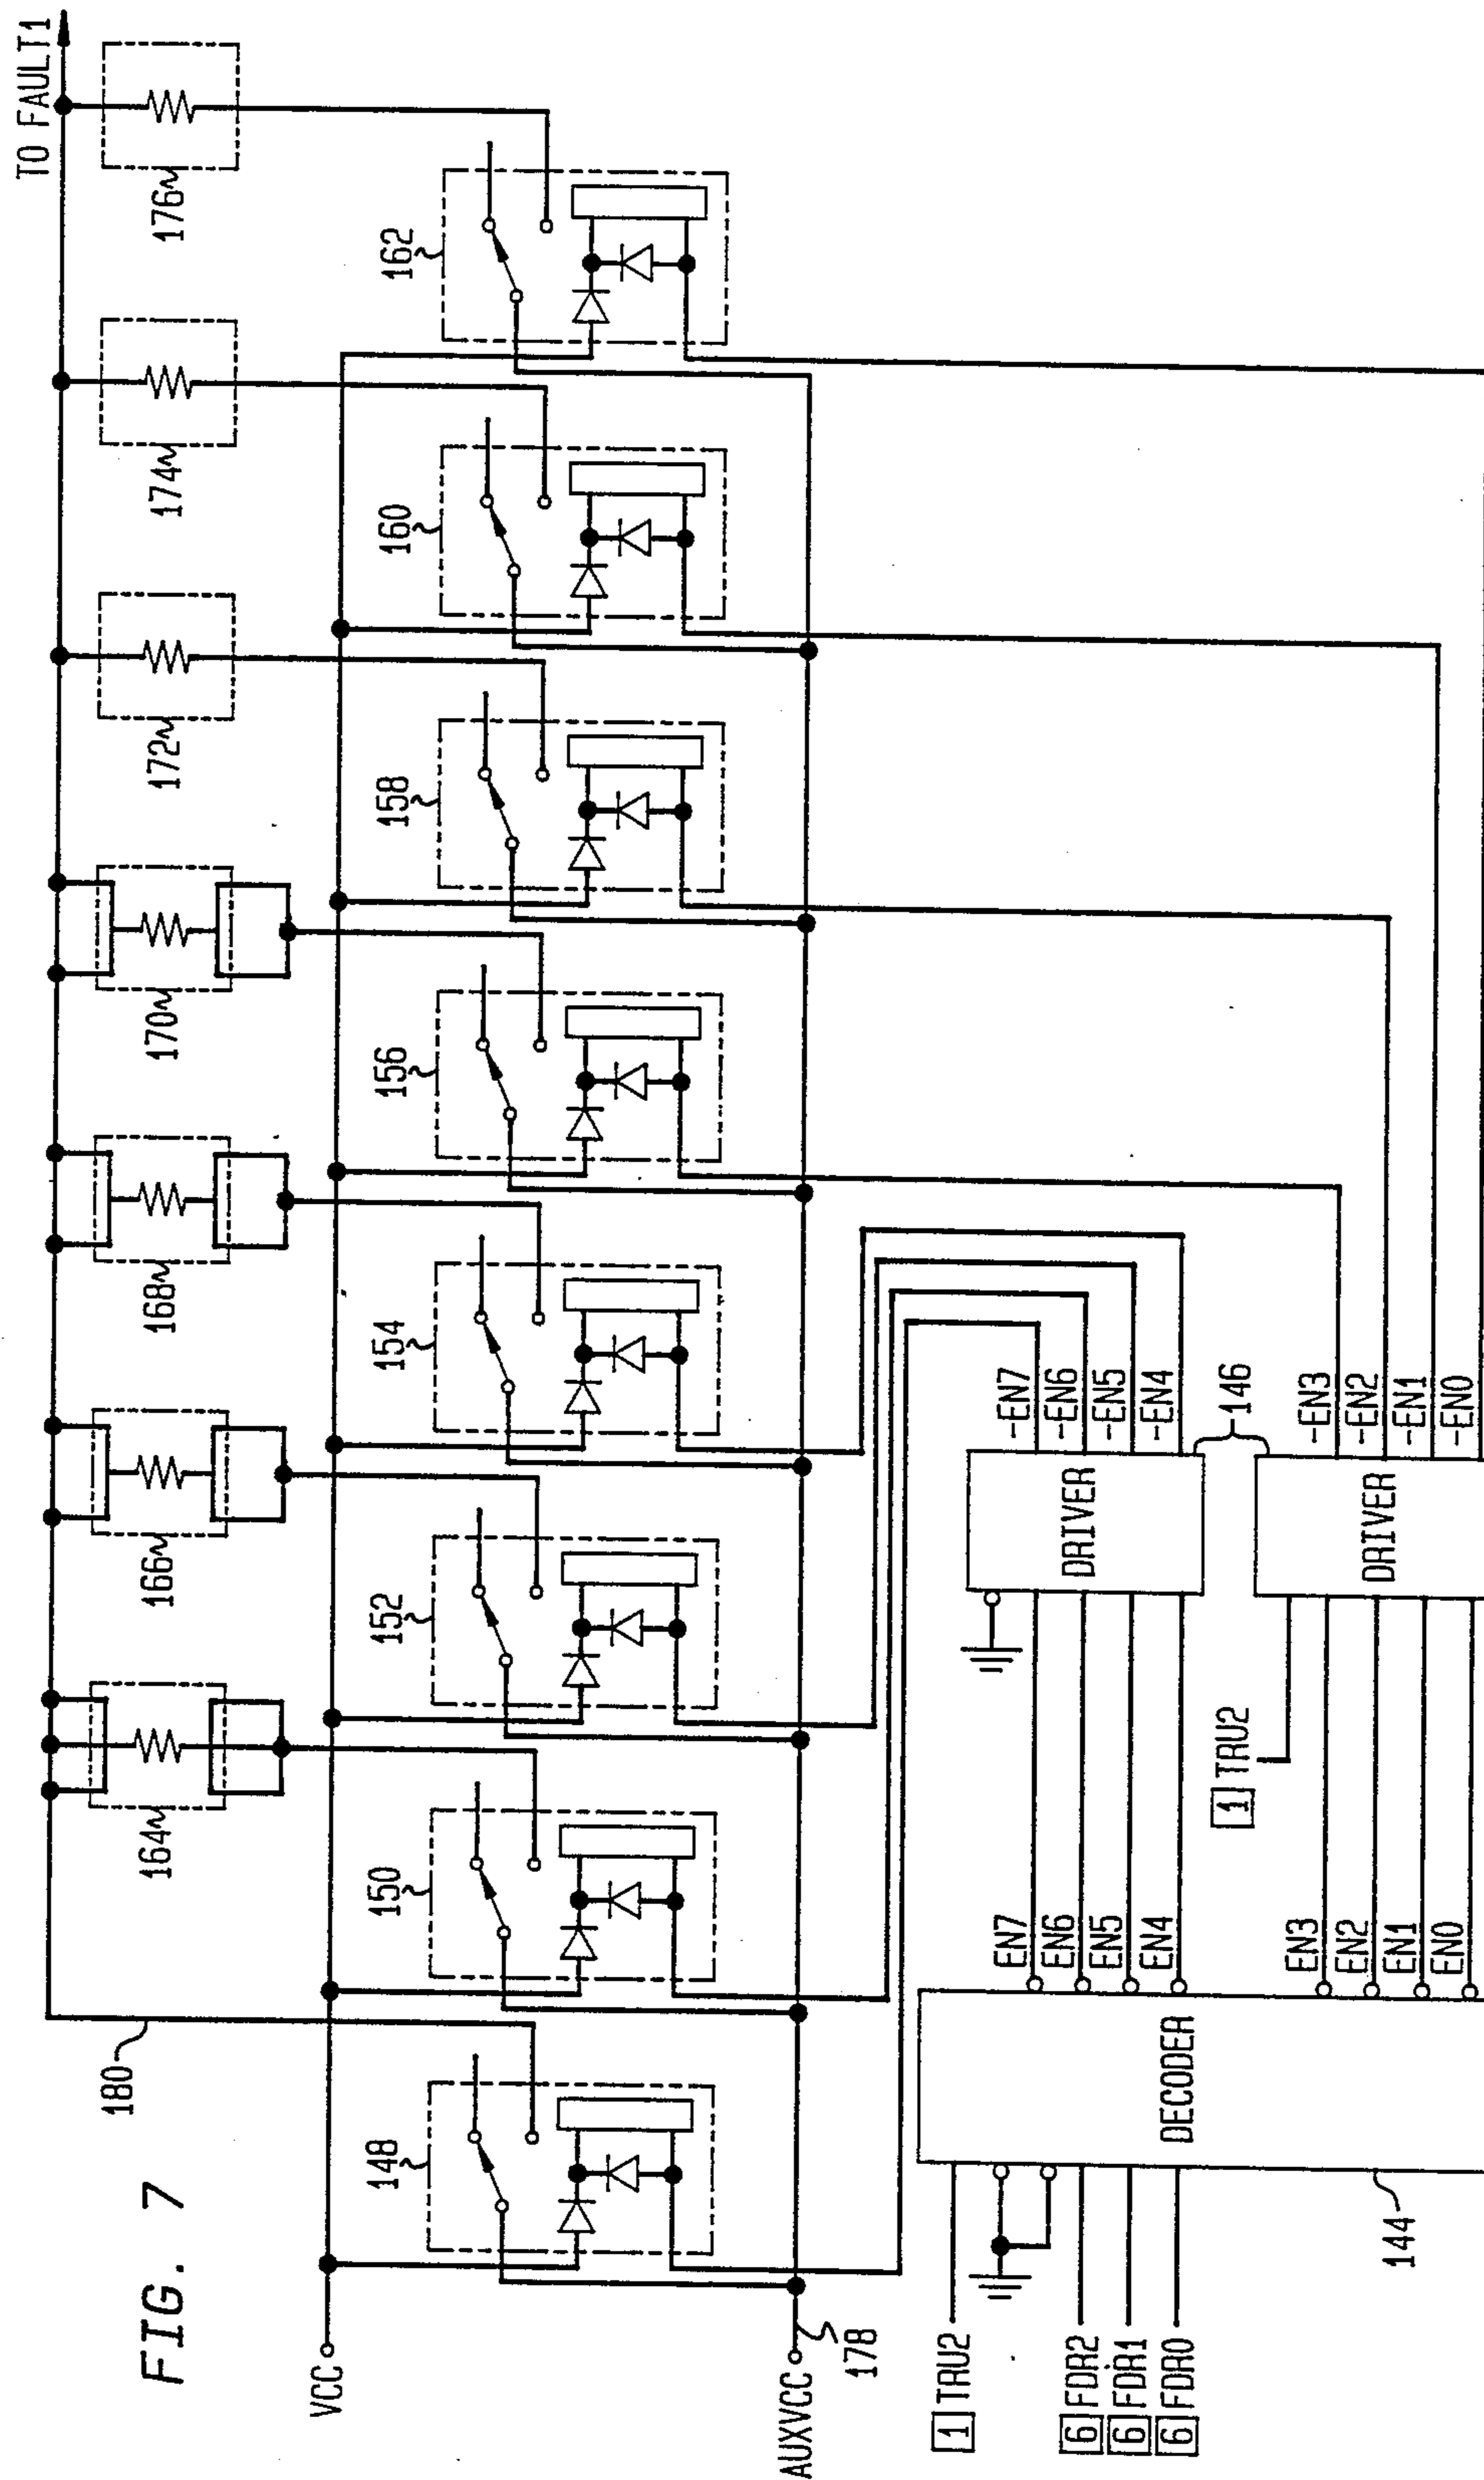 FIG. 7
TO FAULT1
180
164
166
168
170
172
174
176
VCC
148
150
152
154
156
158
160
162
AUXVCC
178
[1] TRU2
[6] FDR2
[6] FDR1
[6] FDR0
DECODER
144
EN7
EN6
EN5
EN4
EN3
EN2
EN1
EN0
[1] TRU2
DRIVER
DRIVER
146
-EN7
-EN6
-EN5
-EN4
-EN3
-EN2
-EN1
-EN0